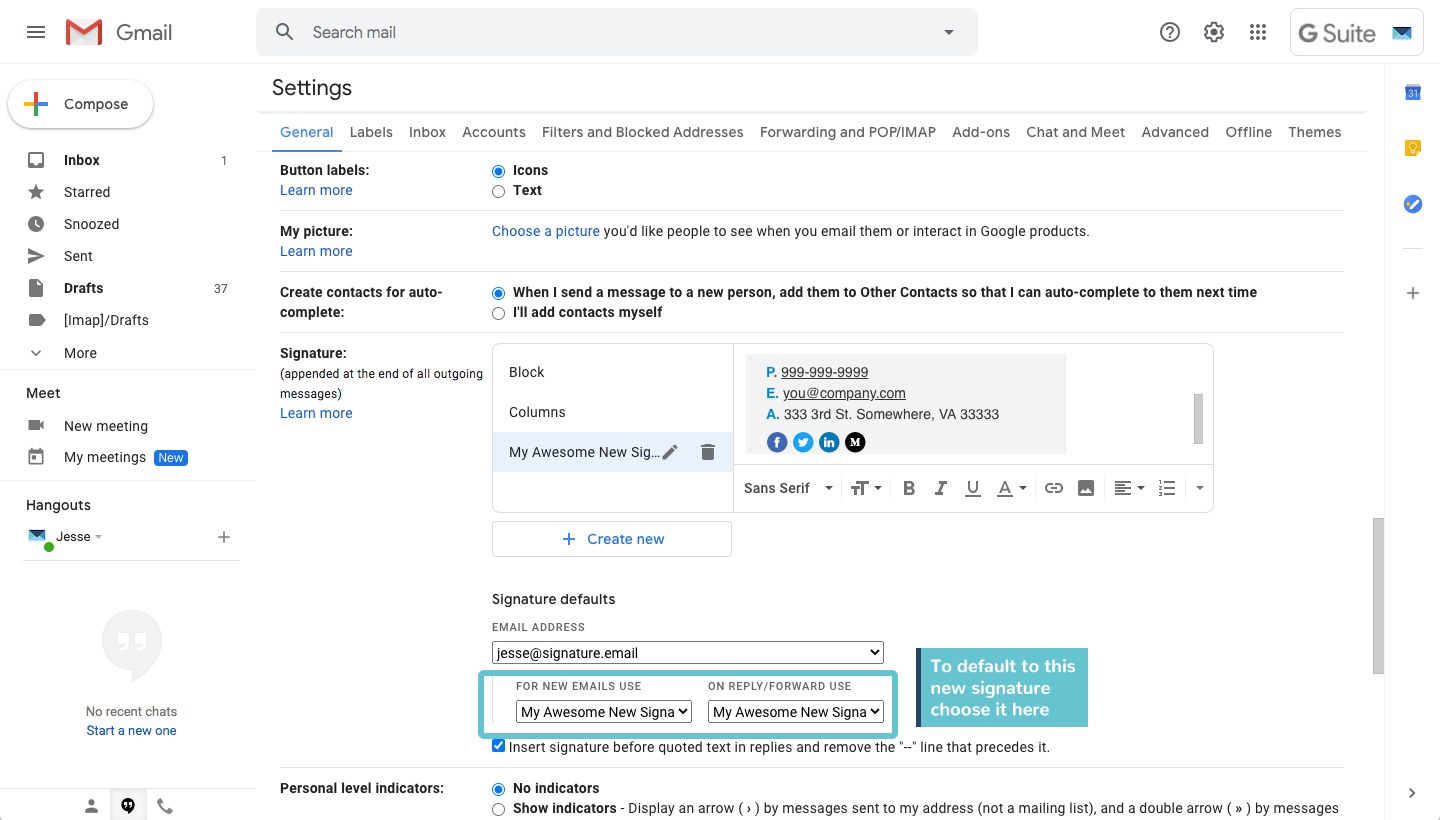 Gmail
Search mail
G Suite
Compose
Inbox 1
Starred
Snoozed
Sent
Drafts 37
[Imap]/Drafts
More
Meet
New meeting
My meetings New
Hangouts
Jesse
No recent chats
Start a new one
Settings
General Labels Inbox Accounts Filters and Blocked Addresses Forwarding and POP/IMAP Add-ons Chat and Meet Advanced Offline Themes
Button labels:
Learn more
Icons
Text
My picture:
Learn more
Choose a picture you'd like people to see when you email them or interact in Google products.
Create contacts for auto-
complete:
When I send a message to a new person, add them to Other Contacts so that I can auto-complete to them next time
I'll add contacts myself
Signature:
(appended at the end of all outgoing
messages)
Learn more
Block
Columns
My Awesome New Sig...
P. 999-999-9999
E. you@company.com
A. 333 3rd St. Somewhere, VA 33333
f in M
Sans Serif TT B I U A
Create new
Signature defaults
EMAIL ADDRESS
jesse@signature.email
FOR NEW EMAILS USE ON REPLY/FORWARD USE
My Awesome New Signa My Awesome New Signa
To default to this
new signature
choose it here
Insert signature before quoted text in replies and remove the "--" line that precedes it.
Personal level indicators:
No indicators
Show indicators - Display an arrow ( › ) by messages sent to my address (not a mailing list), and a double arrow ( » ) by messages
31